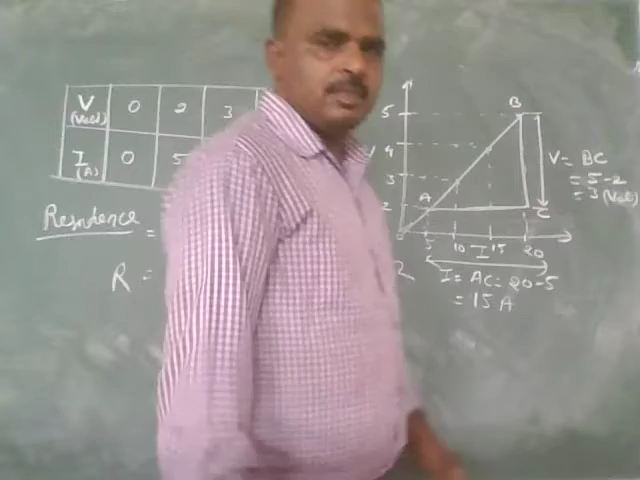 V 0 2 3
(Volt)
I 0 5
(A)
Resistence =
R =
5
4
3
2
A
B
C
5 10 I 15 20
V = BC
= 5-2
= 3 (Volt)
I = AC = 20-5
= 15 A